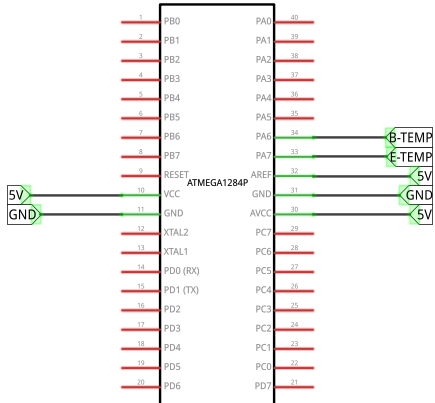 1 PB0 PA0 40
2 PB1 PA1 39
3 PB2 PA2 38
4 PB3 PA3 37
5 PB4 PA4 36
6 PB5 PA5 35
7 PB6 PA6 34 B-TEMP
8 PB7 PA7 33 E-TEMP
ATMEGA1284P
9 RESET AREF 32 5V
5V 10 VCC GND 31 GND
GND 11 GND AVCC 30 5V
12 XTAL2 PC7 29
13 XTAL1 PC6 28
14 PD0 (RX) PC5 27
15 PD1 (TX) PC4 26
16 PD2 PC3 25
17 PD3 PC2 24
18 PD4 PC1 23
19 PD5 PC0 22
20 PD6 PD7 21